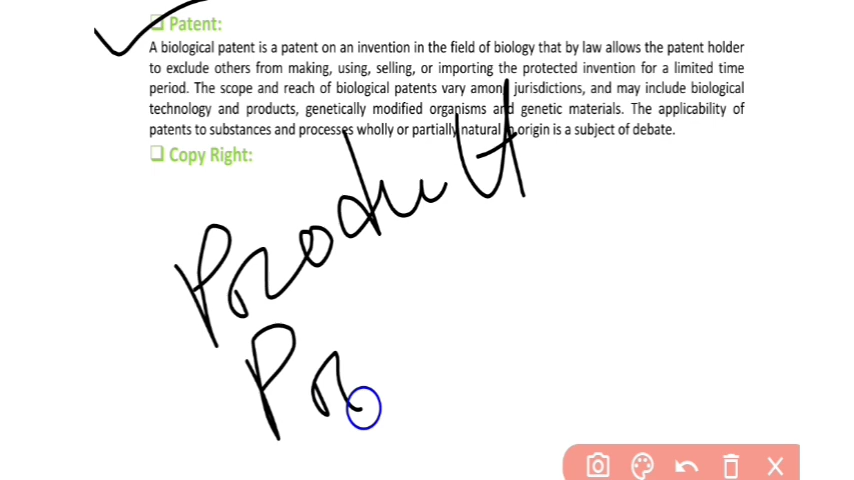 Patent:
A biological patent is a patent on an invention in the field of biology that by law allows the patent holder
to exclude others from making, using, selling, or importing the protected invention for a limited time
period. The scope and reach of biological patents vary among jurisdictions, and may include biological
technology and products, genetically modified organisms and genetic materials. The applicability of
patents to substances and processes wholly or partially natural in origin is a subject of debate.
Copy Right:
Product
Pr